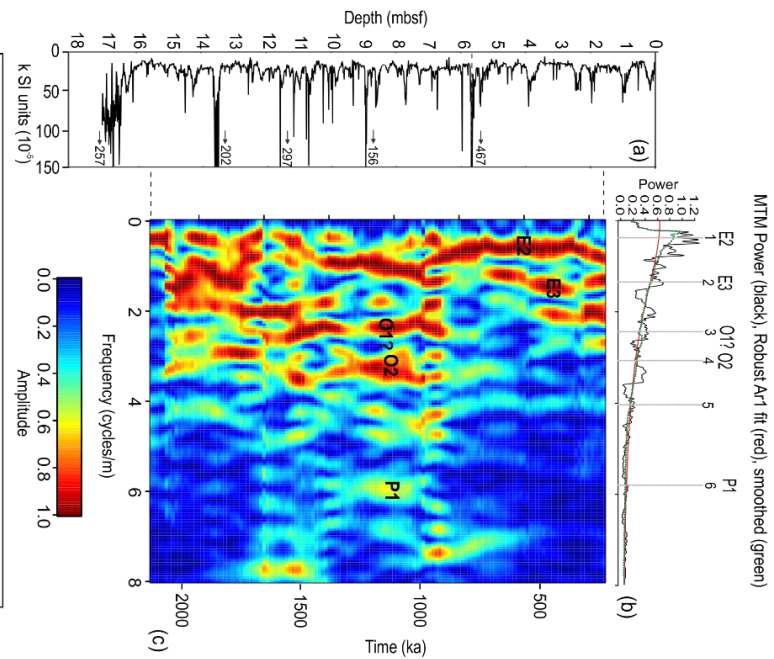 Depth (mbsf)
18 17 16 15 14 13 12 11 10 9 8 7 6 5 4 3 2 1 0
0
50
100
150
k SI units (10⁻⁵)
257
202
297
156
467
(a)
MTM Power (black), Robust Ar1 fit (red), smoothed (green)
Power
0.0 0.2 0.4 0.6 0.8 1.0 1.2
E2 E3 O1? O2 P1
1 2 3 4 5 6
(b)
0
2
4
6
8
Frequency (cycles/m)
E2
E3
O1? O2
P1
2000 1500 1000 500
Time (ka)
(c)
0.0 0.2 0.4 0.6 0.8 1.0
Amplitude